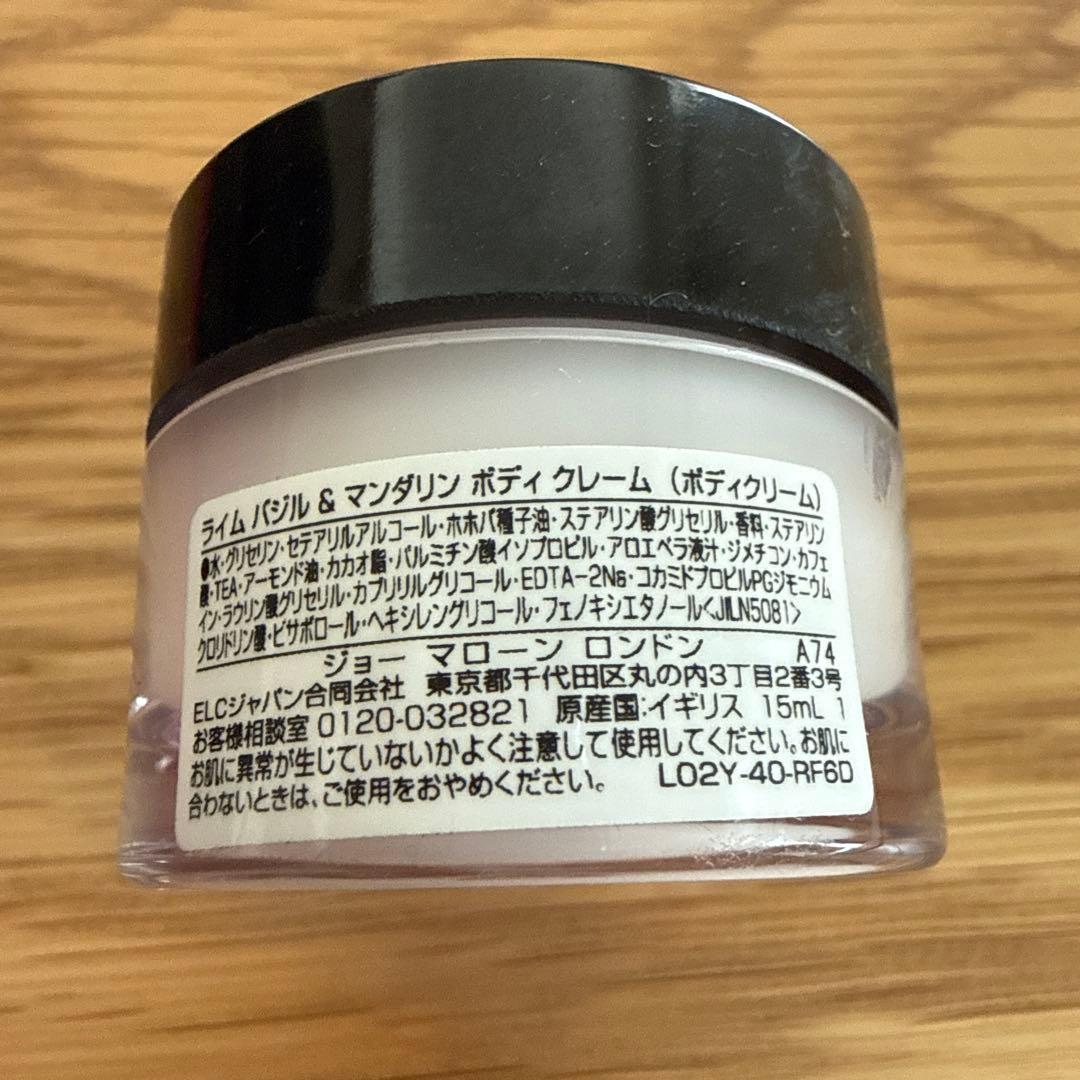 ライム バジル & マンダリン ボディ クレーム (ボディクリーム)
●水・グリセリン・セテアリルアルコール・ホホバ種子油・ステアリン酸グリセリル・香料・ステアリン
酸・TEA・アーモンド油・カカオ脂・パルミチン酸イソプロピル・アロエベラ液汁・ジメチコン・カフェ
イン・ラウリン酸グリセリル・カプリリルグリコール・EDTA-2Na・コカミドプロピルPGジモニウム
クロリドリン酸・ビサボロール・ヘキシレングリコール・フェノキシエタノール<JILN5081>
ジョー マローン ロンドン A74
ELCジャパン合同会社 東京都千代田区丸の内3丁目2番3号
お客様相談室 0120-032821 原産国:イギリス 15mL 1
お肌に異常が生じていないかよく注意して使用してください。お肌に
合わないときは、ご使用をおやめください。 L02Y-40-RF6D